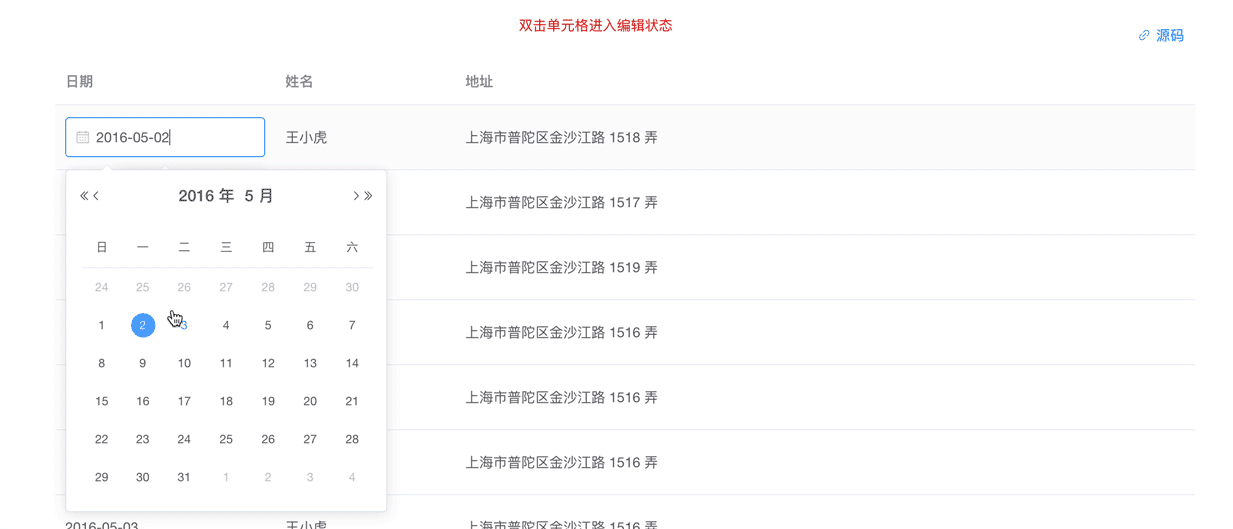 双击单元格进入编辑状态
源码
日期 姓名 地址
2016-05-02 王小虎 上海市普陀区金沙江路 1518 弄
2016 年 5 月
上海市普陀区金沙江路 1517 弄
日 一 二 三 四 五 六
上海市普陀区金沙江路 1519 弄
24 25 26 27 28 29 30
1 2 3 4 5 6 7
上海市普陀区金沙江路 1516 弄
8 9 10 11 12 13 14
15 16 17 18 19 20 21
上海市普陀区金沙江路 1516 弄
22 23 24 25 26 27 28
上海市普陀区金沙江路 1516 弄
29 30 31 1 2 3 4
2016-05-03 王小虎 上海市普陀区金沙江路 1516 弄